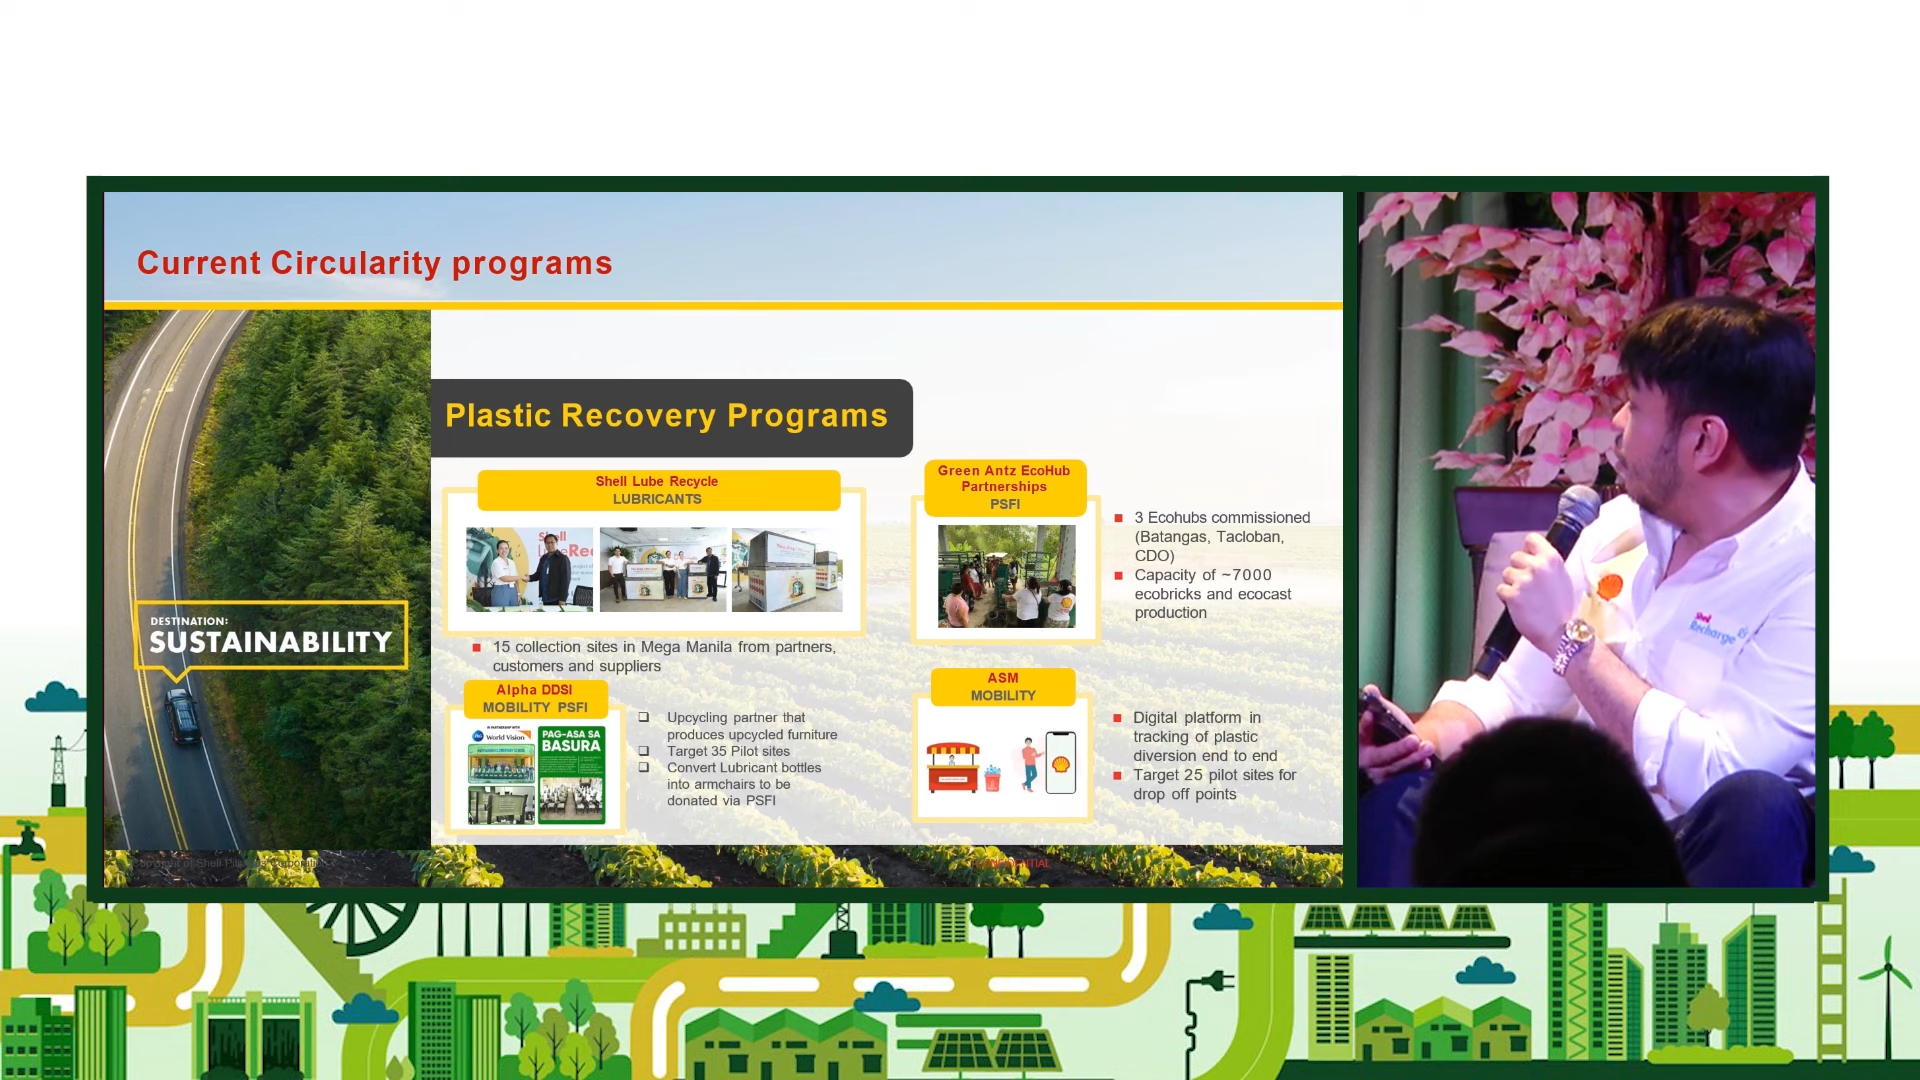 Current Circularity programs
Plastic Recovery Programs
Shell Lube Recycle
LUBRICANTS
15 collection sites in Mega Manila from partners,
customers and suppliers
Green Antz EcoHub
Partnerships
PSFI
3 Ecohubs commissioned
(Batangas, Tacloban,
CDO)
Capacity of ~7000
ecobricks and ecocast
production
DESTINATION:
SUSTAINABILITY
Alpha DDSI
MOBILITY PSFI
World Vision
PAG-ASA SA
BASURA
Upcycling partner that
produces upcycled furniture
Target 35 Pilot sites
Convert Lubricant bottles
into armchairs to be
donated via PSFI
ASM
MOBILITY
Digital platform in
tracking of plastic
diversion end to end
Target 25 pilot sites for
drop off points
Shell
Recharge